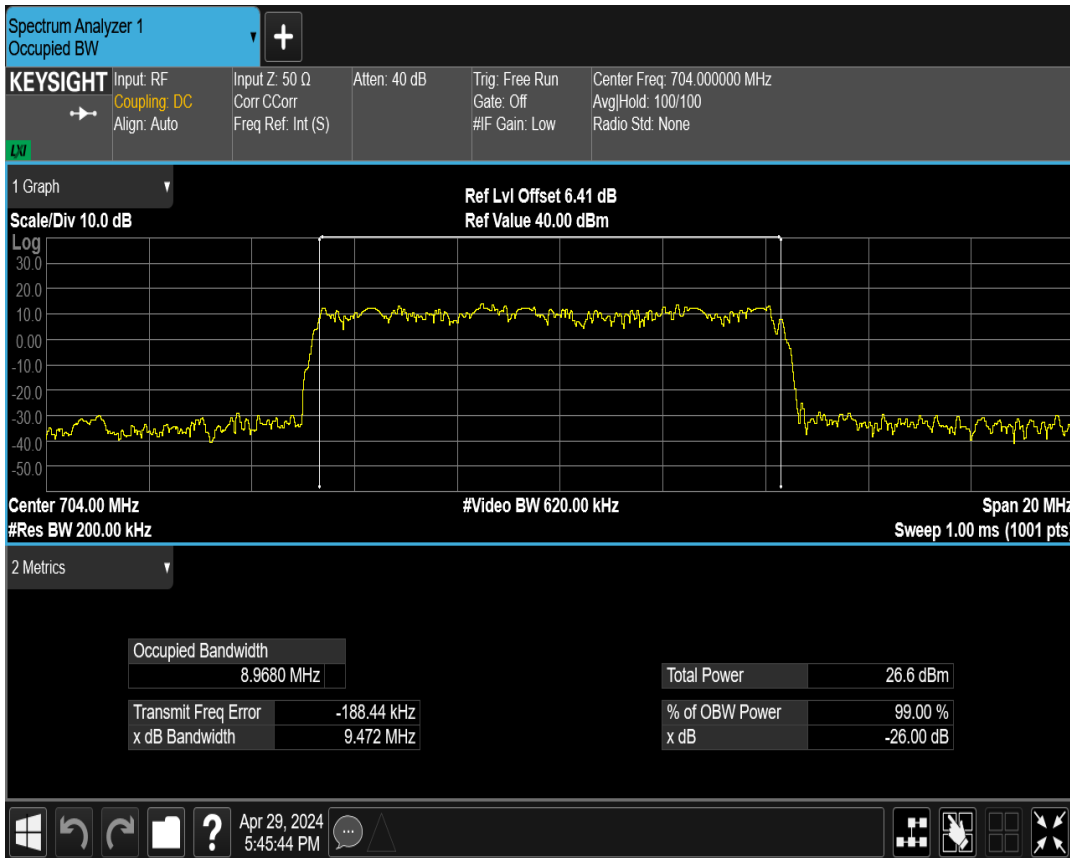 Spectrum Analyzer 1
Occupied BW
+
KEYSIGHT
LXI
Input: RF
Coupling: DC
Align: Auto
Input Z: 50 Ω
Corr CCorr
Freq Ref: Int (S)
Atten: 40 dB
Trig: Free Run
Gate: Off
#IF Gain: Low
Center Freq: 704.000000 MHz
Avg|Hold: 100/100
Radio Std: None
1 Graph
Scale/Div 10.0 dB
Ref Lvl Offset 6.41 dB
Ref Value 40.00 dBm
Log
30.0
20.0
10.0
0.00
-10.0
-20.0
-30.0
-40.0
-50.0
Center 704.00 MHz
#Res BW 200.00 kHz
#Video BW 620.00 kHz
Span 20 MHz
Sweep 1.00 ms (1001 pts)
2 Metrics
Occupied Bandwidth
8.9680 MHz
Transmit Freq Error -188.44 kHz
x dB Bandwidth 9.472 MHz
Total Power 26.6 dBm
% of OBW Power 99.00 %
x dB -26.00 dB
?
Apr 29, 2024
5:45:44 PM